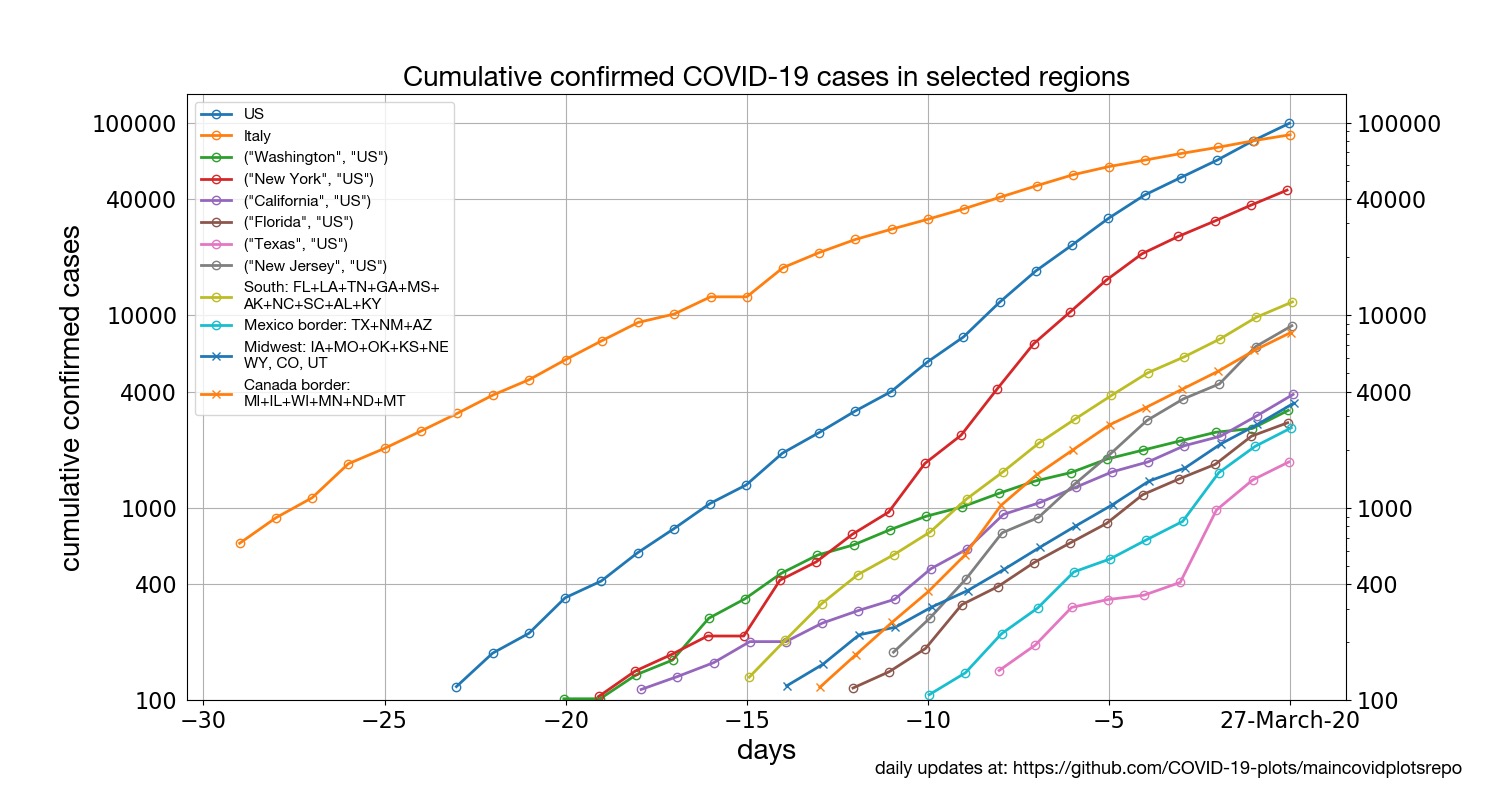 Cumulative confirmed COVID-19 cases in selected regions
US
Italy
("Washington", "US")
("New York", "US")
("California", "US")
("Florida", "US")
("Texas", "US")
("New Jersey", "US")
South: FL+LA+TN+GA+MS+
AK+NC+SC+AL+KY
Mexico border: TX+NM+AZ
Midwest: IA+MO+OK+KS+NE
WY, CO, UT
Canada border:
MI+IL+WI+MN+ND+MT
cumulative confirmed cases
100000
40000
10000
4000
1000
400
100
100000
40000
10000
4000
1000
400
100
−30
−25
−20
−15
−10
−5
27-March-20
days
daily updates at: https://github.com/COVID-19-plots/maincovidplotsrepo